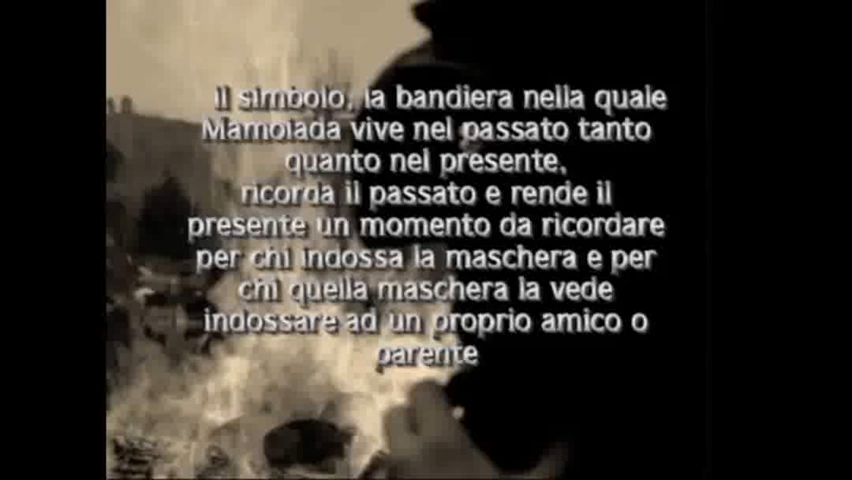 il simbolo, la bandiera nella quale
Mamoiada vive nel passato tanto
quanto nel presente,
ricorda il passato e rende il
presente un momento da ricordare
per chi indossa la maschera e per
chi quella maschera la vede
indossare ad un proprio amico o
parente